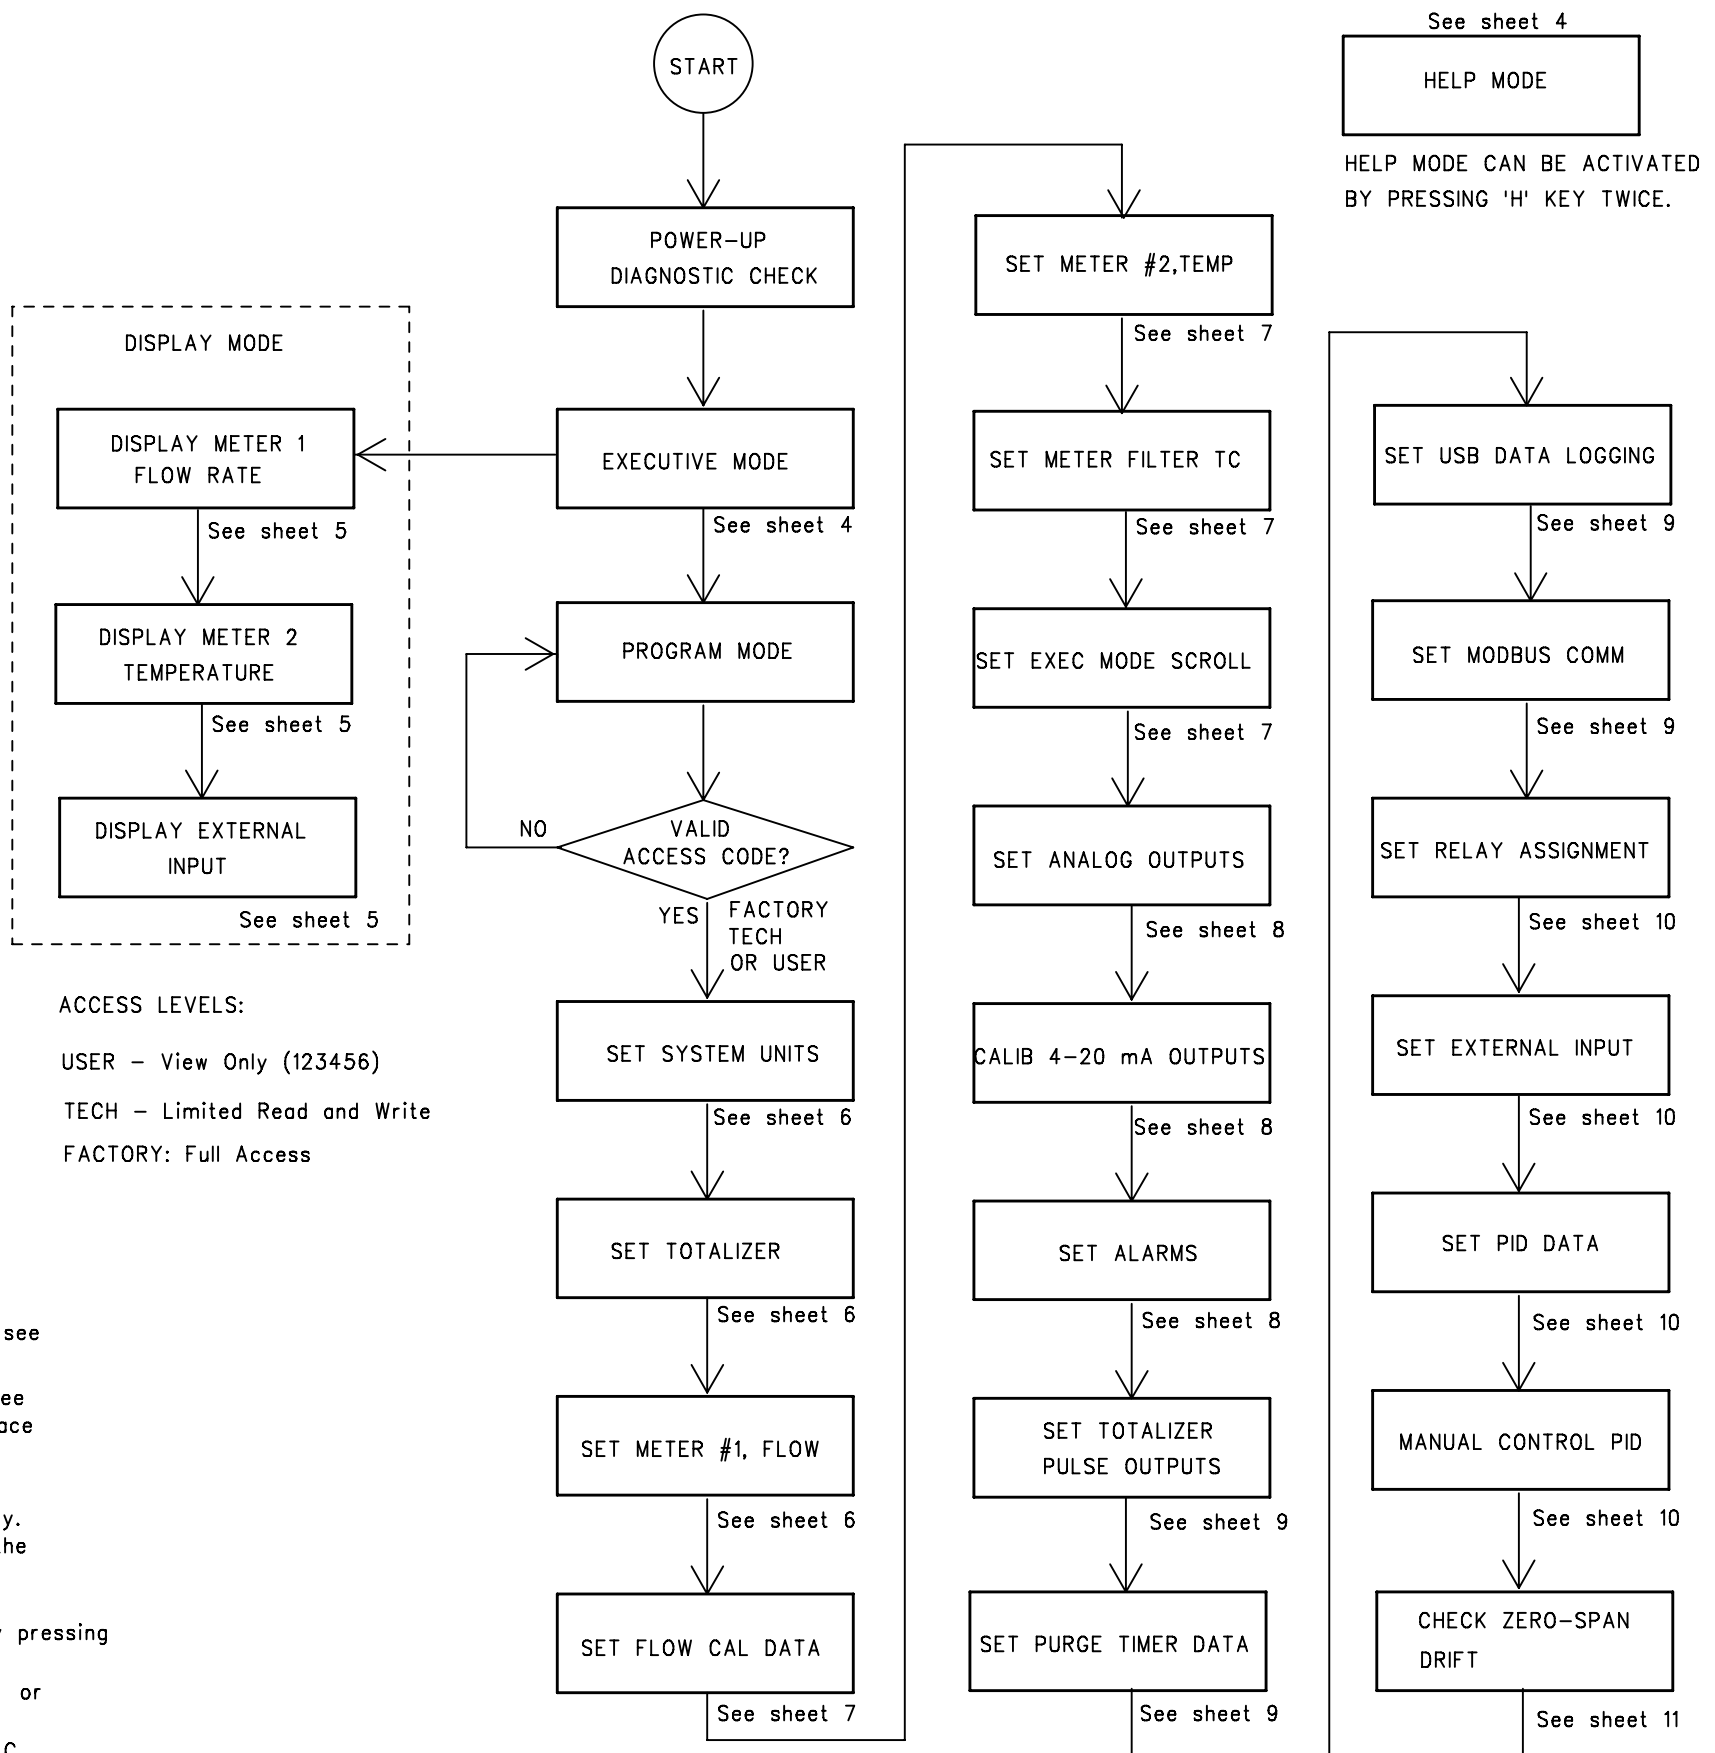 START
POWER-UP
DIAGNOSTIC CHECK
EXECUTIVE MODE
See sheet 4
PROGRAM MODE
NO
VALID
ACCESS CODE?
YES
FACTORY
TECH
OR USER
SET SYSTEM UNITS
See sheet 6
SET TOTALIZER
See sheet 6
SET METER #1, FLOW
See sheet 6
SET FLOW CAL DATA
See sheet 7
DISPLAY MODE
DISPLAY METER 1
FLOW RATE
See sheet 5
DISPLAY METER 2
TEMPERATURE
See sheet 5
DISPLAY EXTERNAL
INPUT
See sheet 5
ACCESS LEVELS:
USER - View Only (123456)
TECH - Limited Read and Write
FACTORY: Full Access
see
pressing
or
SET METER #2,TEMP
See sheet 7
SET METER FILTER TC
See sheet 7
SET EXEC MODE SCROLL
See sheet 7
SET ANALOG OUTPUTS
See sheet 8
CALIB 4-20 mA OUTPUTS
See sheet 8
SET ALARMS
See sheet 8
SET TOTALIZER
PULSE OUTPUTS
See sheet 9
SET PURGE TIMER DATA
See sheet 9
See sheet 4
HELP MODE
HELP MODE CAN BE ACTIVATED
BY PRESSING 'H' KEY TWICE.
SET USB DATA LOGGING
See sheet 9
SET MODBUS COMM
See sheet 9
SET RELAY ASSIGNMENT
See sheet 10
SET EXTERNAL INPUT
See sheet 10
SET PID DATA
See sheet 10
MANUAL CONTROL PID
See sheet 10
CHECK ZERO-SPAN
DRIFT
See sheet 11